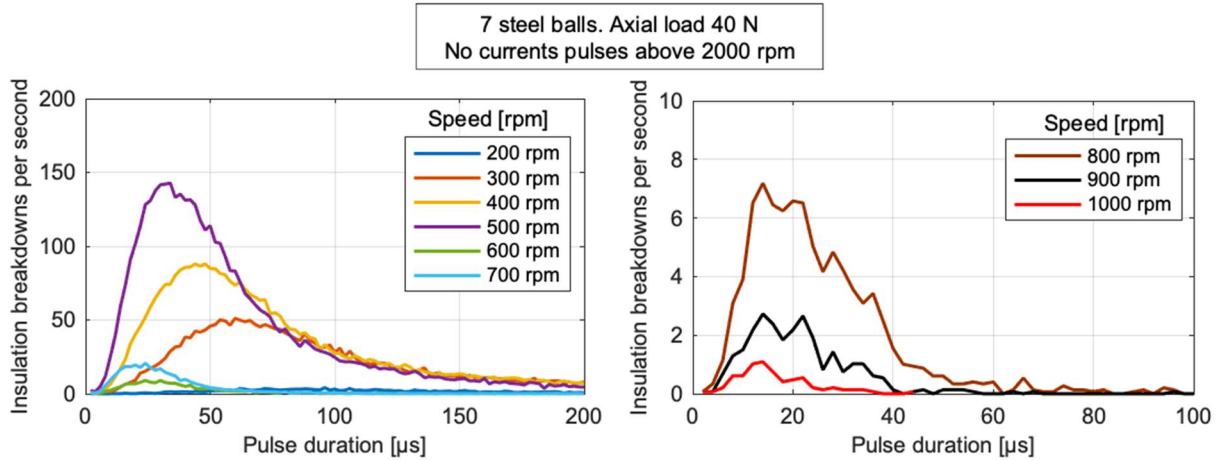 7 steel balls. Axial load 40 N
No currents pulses above 2000 rpm
Insulation breakdowns per second
200
150
100
50
0
Speed [rpm]
200 rpm
300 rpm
400 rpm
500 rpm
600 rpm
700 rpm
0
50
100
150
200
Pulse duration [µs]
Insulation breakdowns per second
10
8
6
4
2
0
Speed [rpm]
800 rpm
900 rpm
1000 rpm
0
20
40
60
80
100
Pulse duration [µs]